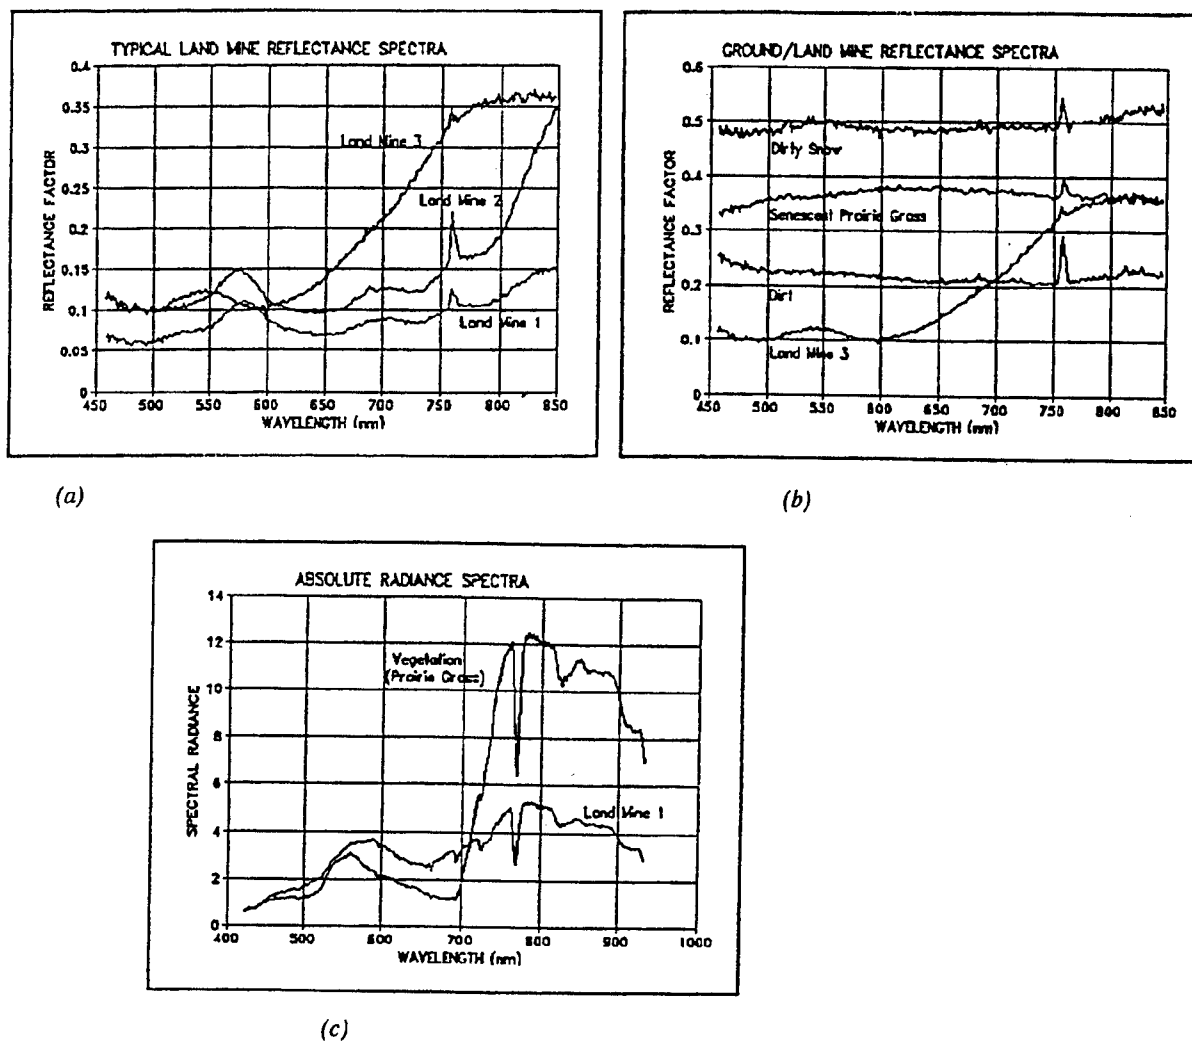 TYPICAL LAND MINE REFLECTANCE SPECTRA
REFLECTANCE FACTOR
0.4
0.35
0.3
0.25
0.2
0.15
0.1
0.05
0
Land Mine 3
Land Mine 2
Land Mine 1
450 500 550 600 650 700 750 800 850
WAVELENGTH (nm)
(a)
GROUND/LAND MINE REFLECTANCE SPECTRA
REFLECTANCE FACTOR
0.6
0.5
0.4
0.3
0.2
0.1
0
Dirty Snow
Senescent Prairie Grass
Dirt
Land Mine 3
450 500 550 600 650 700 750 800 850
WAVELENGTH (nm)
(b)
ABSOLUTE RADIANCE SPECTRA
SPECTRAL RADIANCE
14
12
10
8
6
4
2
0
Vegetation
(Prairie Grass)
Land Mine 1
400 500 600 700 800 900 1000
WAVELENGTH (nm)
(c)